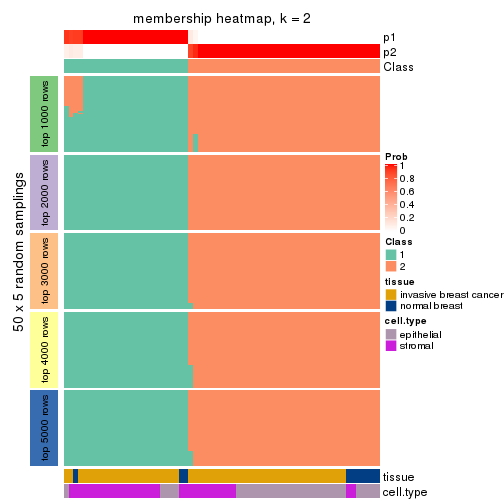 membership heatmap, k = 2
p1
p2
Class
50 x 5 random samplings
top 1000 rows
top 2000 rows
top 3000 rows
top 4000 rows
top 5000 rows
Prob
1
0.8
0.6
0.4
0.2
0
Class
1
2
tissue
invasive breast cancer
normal breast
cell.type
epithelial
stromal
tissue
cell.type